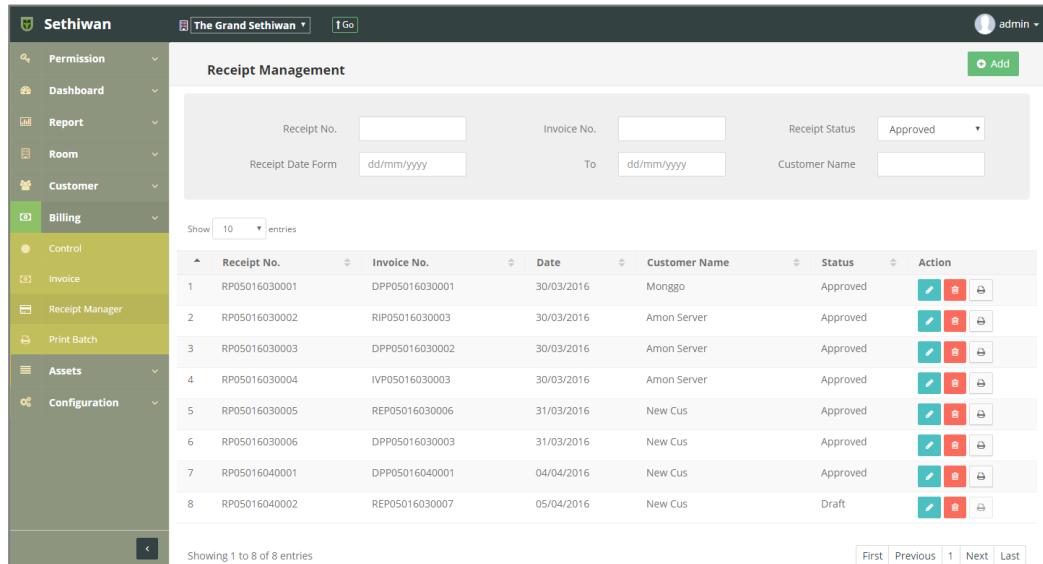 Sethiwan
The Grand Sethiwan
Go
admin
Permission
Dashboard
Report
Room
Customer
Billing
Control
Invoice
Receipt Manager
Print Batch
Assets
Configuration
Receipt Management
Add
Receipt No.
Invoice No.
Receipt Status
Approved
Receipt Date Form
dd/mm/yyyy
To
dd/mm/yyyy
Customer Name
Show 10 entries
Receipt No. Invoice No. Date Customer Name Status Action
1 RP05016030001 DPP05016030001 30/03/2016 Monggo Approved
2 RP05016030002 RIP05016030003 30/03/2016 Amon Server Approved
3 RP05016030003 DPP05016030002 30/03/2016 Amon Server Approved
4 RP05016030004 IVP05016030003 30/03/2016 Amon Server Approved
5 RP05016030005 REP05016030006 31/03/2016 New Cus Approved
6 RP05016030006 DPP05016030003 31/03/2016 New Cus Approved
7 RP05016040001 DPP05016040001 04/04/2016 New Cus Approved
8 RP05016040002 REP05016030007 05/04/2016 New Cus Draft
Showing 1 to 8 of 8 entries
First Previous 1 Next Last